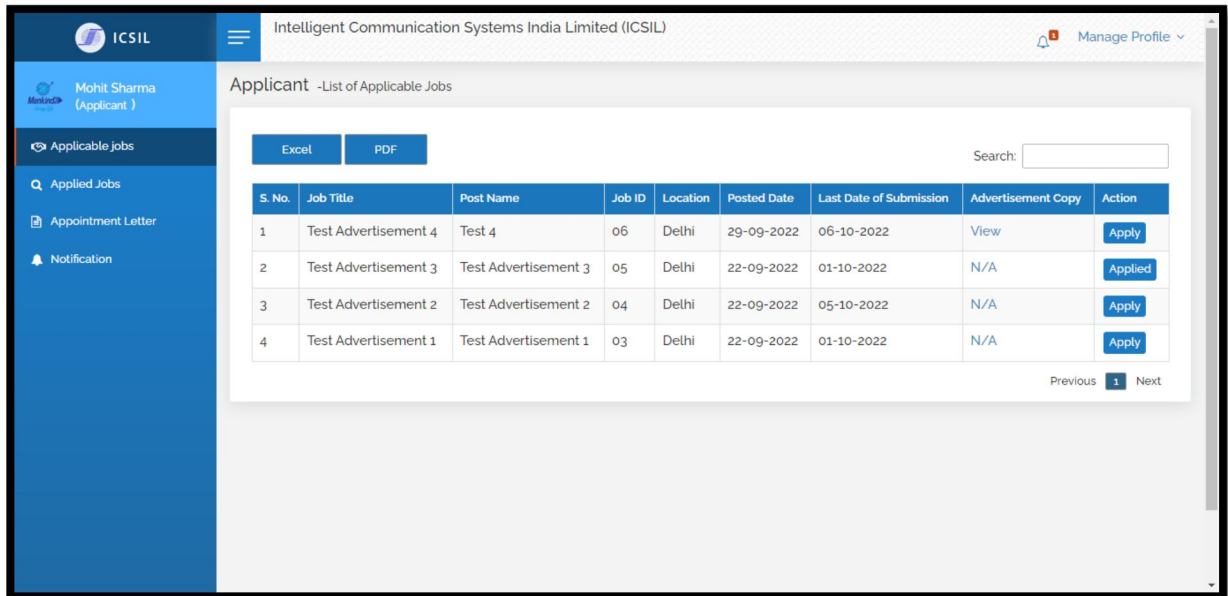 ICSIL
Intelligent Communication Systems India Limited (ICSIL)
1
Manage Profile
Mankind
Mohit Sharma
(Applicant )
Applicable jobs
Applied Jobs
Appointment Letter
Notification
Applicant -List of Applicable Jobs
Excel PDF
Search:
S. No. Job Title Post Name Job ID Location Posted Date Last Date of Submission Advertisement Copy Action
1 Test Advertisement 4 Test 4 06 Delhi 29-09-2022 06-10-2022 View Apply
2 Test Advertisement 3 Test Advertisement 3 05 Delhi 22-09-2022 01-10-2022 N/A Applied
3 Test Advertisement 2 Test Advertisement 2 04 Delhi 22-09-2022 05-10-2022 N/A Apply
4 Test Advertisement 1 Test Advertisement 1 03 Delhi 22-09-2022 01-10-2022 N/A Apply
Previous 1 Next